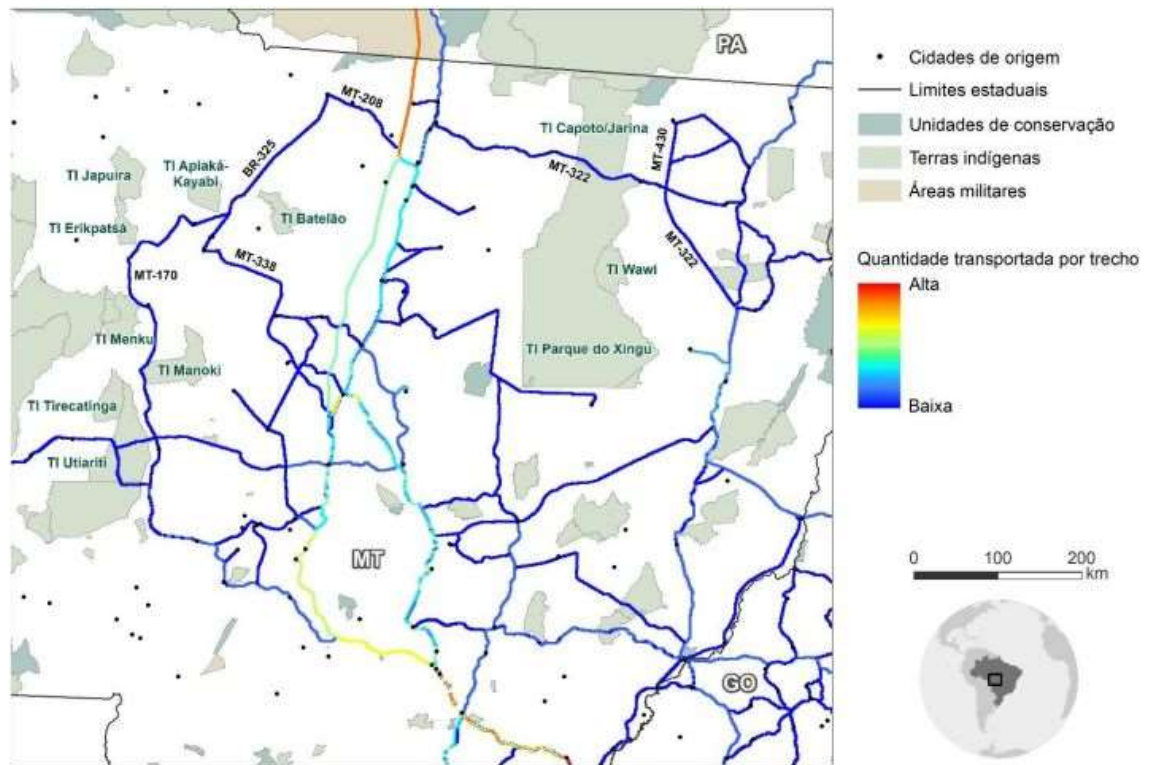 PA
MT-208
BR-325
TI Capoto/Jarina
MT-430
MT-322
TI Japuira
TI Apiaká-
Kayabi
TI Erikpatsá
TI Batelão
MT-338
MT-170
MT-322
TI Wawi
TI Menku
TI Manoki
TI Parque do Xingu
TI Tirecatinga
TI Utiariti
MT
GO
Cidades de origem
Limites estaduais
Unidades de conservação
Terras indígenas
Áreas militares
Quantidade transportada por trecho
Alta
Baixa
0 100 200
km